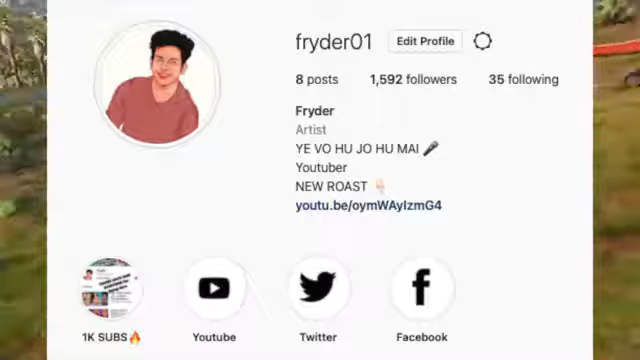 fryder01 Edit Profile
8 posts 1,592 followers 35 following
Fryder
Artist
YE VO HU JO HU MAI 🎤
Youtuber
NEW ROAST 👇🏻
youtu.be/oymWAyIzmG4
1K SUBS🔥 Youtube Twitter Facebook